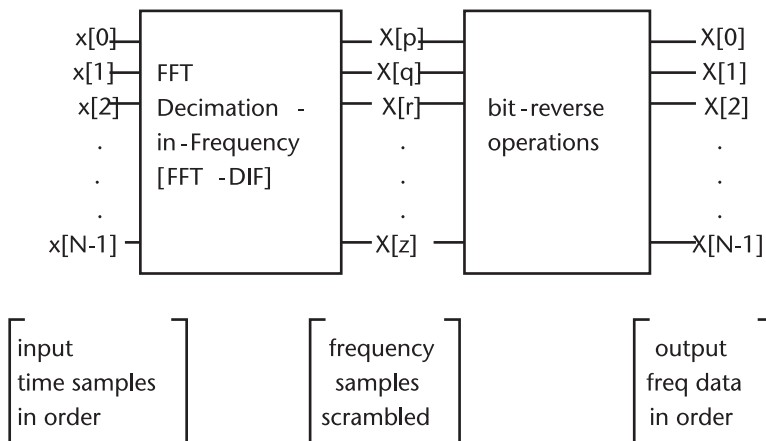 x[0] X[p] X[0]
x[1] FFT X[q] X[1]
x[2] Decimation - X[r] bit-reverse X[2]
. in-Frequency . operations .
. [FFT -DIF] . .
. . .
x[N-1] X[z] X[N-1]
input frequency output
time samples samples freq data
in order scrambled in order